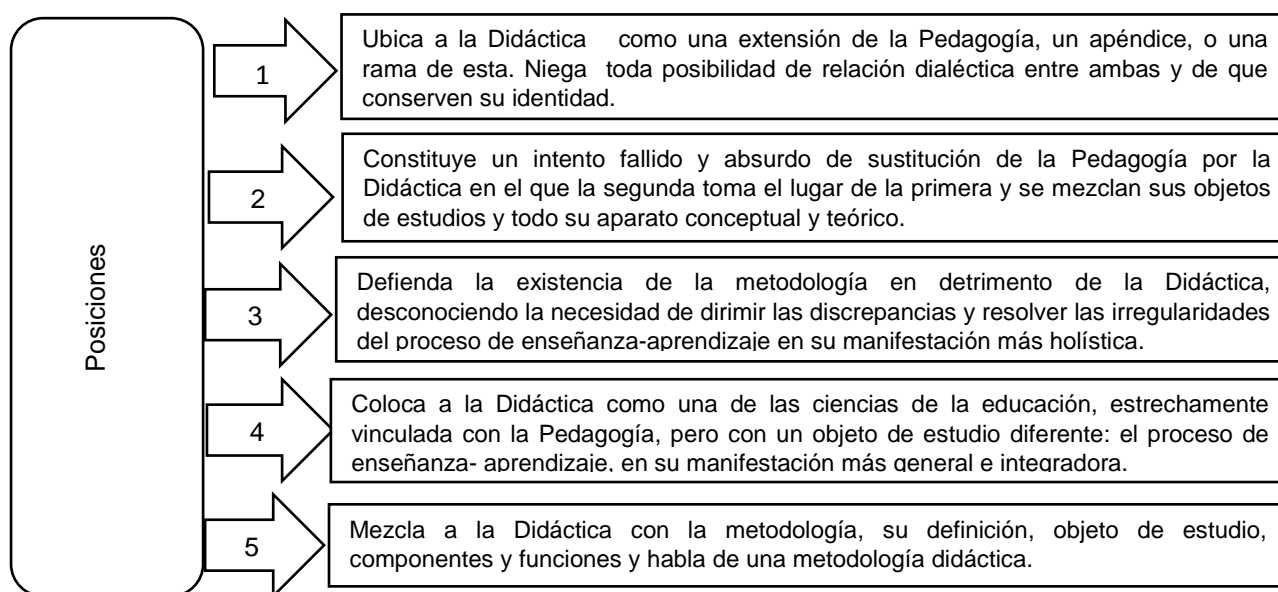 Posiciones
1
Ubica a la Didáctica como una extensión de la Pedagogía, un apéndice, o una
rama de esta. Niega toda posibilidad de relación dialéctica entre ambas y de que
conserven su identidad.
2
Constituye un intento fallido y absurdo de sustitución de la Pedagogía por la
Didáctica en el que la segunda toma el lugar de la primera y se mezclan sus objetos
de estudios y todo su aparato conceptual y teórico.
3
Defienda la existencia de la metodología en detrimento de la Didáctica,
desconociendo la necesidad de dirimir las discrepancias y resolver las irregularidades
del proceso de enseñanza-aprendizaje en su manifestación más holística.
4
Coloca a la Didáctica como una de las ciencias de la educación, estrechamente
vinculada con la Pedagogía, pero con un objeto de estudio diferente: el proceso de
enseñanza- aprendizaje, en su manifestación más general e integradora.
5
Mezcla a la Didáctica con la metodología, su definición, objeto de estudio,
componentes y funciones y habla de una metodología didáctica.